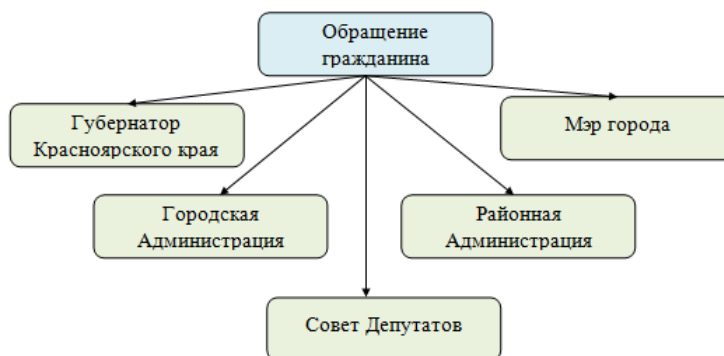 Обращение
гражданина
Губернатор
Красноярского края
Мэр города
Городская
Администрация
Районная
Администрация
Совет Депутатов